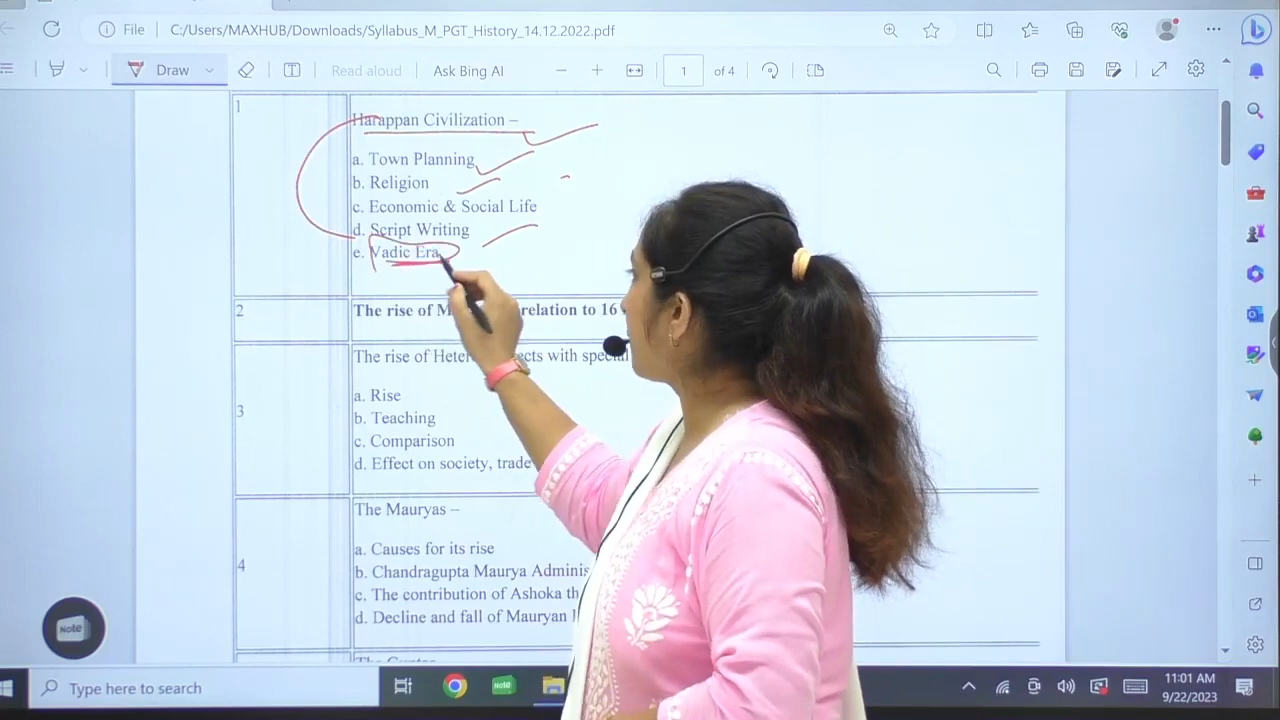 File C:/Users/MAXHUB/Downloads/Syllabus_M_PGT_History_14.12.2022.pdf
Draw Read aloud Ask Bing AI 1 of 4
1
Harappan Civilization –
a. Town Planning
b. Religion
c. Economic & Social Life
d. Script Writing
e. Vadic Era
2
The rise of M relation to 16
3
The rise of Heter ects with special
a. Rise
b. Teaching
c. Comparison
d. Effect on society, trade
4
The Mauryas –
a. Causes for its rise
b. Chandragupta Maurya Adminis
c. The contribution of Ashoka th
d. Decline and fall of Mauryan
Note
Type here to search
Note
11:01 AM
9/22/2023